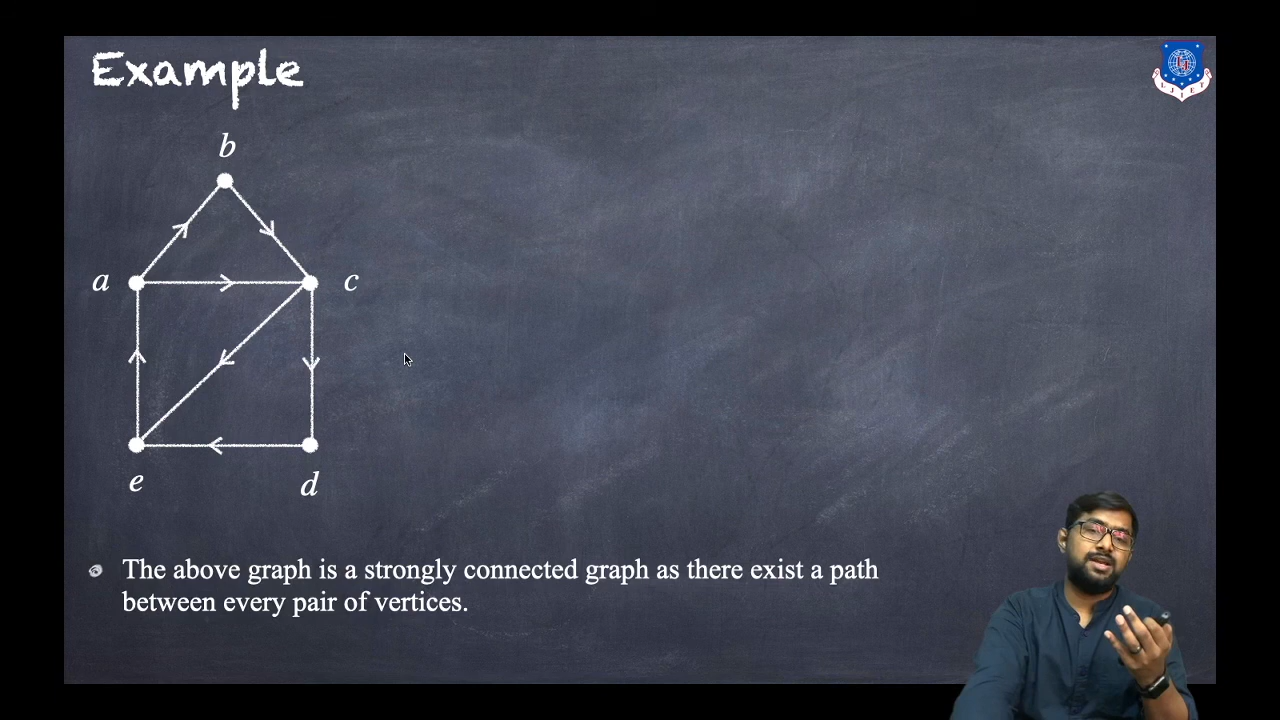 Example
b
a
c
e
d
The above graph is a strongly connected graph as there exist a path
between every pair of vertices.
L J I E T